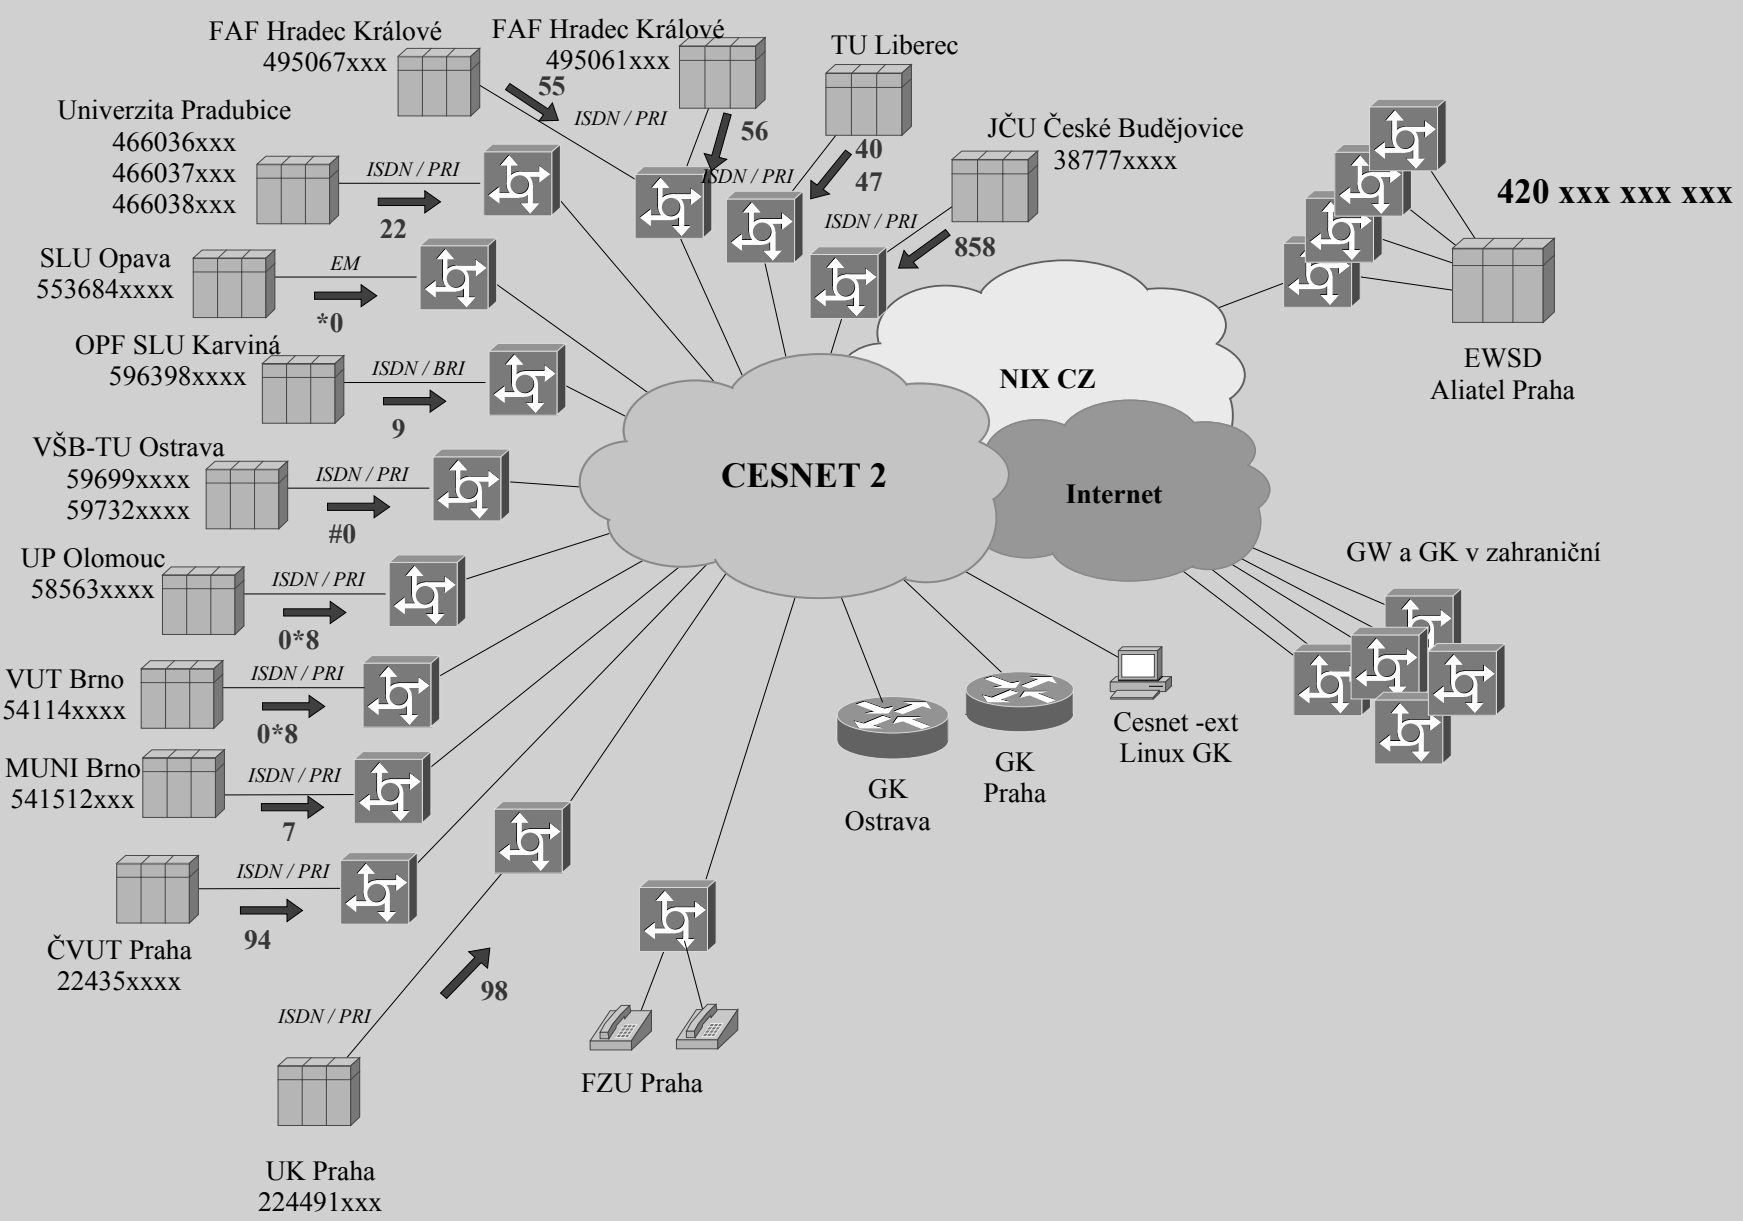 FAF Hradec Králové
495067xxx
55
ISDN / PRI
FAF Hradec Králové
495061xxx
56
TU Liberec
40
47
ISDN / PRI
JČU České Budějovice
38777xxxx
ISDN / PRI
858
420 xxx xxx xxx
EWSD
Aliatel Praha
Univerzita Pradubice
466036xxx
466037xxx
466038xxx
ISDN / PRI
22
SLU Opava
553684xxxx
EM
*0
OPF SLU Karviná
596398xxxx
ISDN / BRI
9
NIX CZ
CESNET 2
Internet
VŠB-TU Ostrava
59699xxxx
59732xxxx
ISDN / PRI
#0
UP Olomouc
58563xxxx
ISDN / PRI
0*8
GW a GK v zahraniční
VUT Brno
54114xxxx
ISDN / PRI
0*8
MUNI Brno
541512xxx
ISDN / PRI
7
GK
Ostrava
GK
Praha
Cesnet -ext
Linux GK
ISDN / PRI
94
ČVUT Praha
22435xxxx
98
ISDN / PRI
FZU Praha
UK Praha
224491xxx